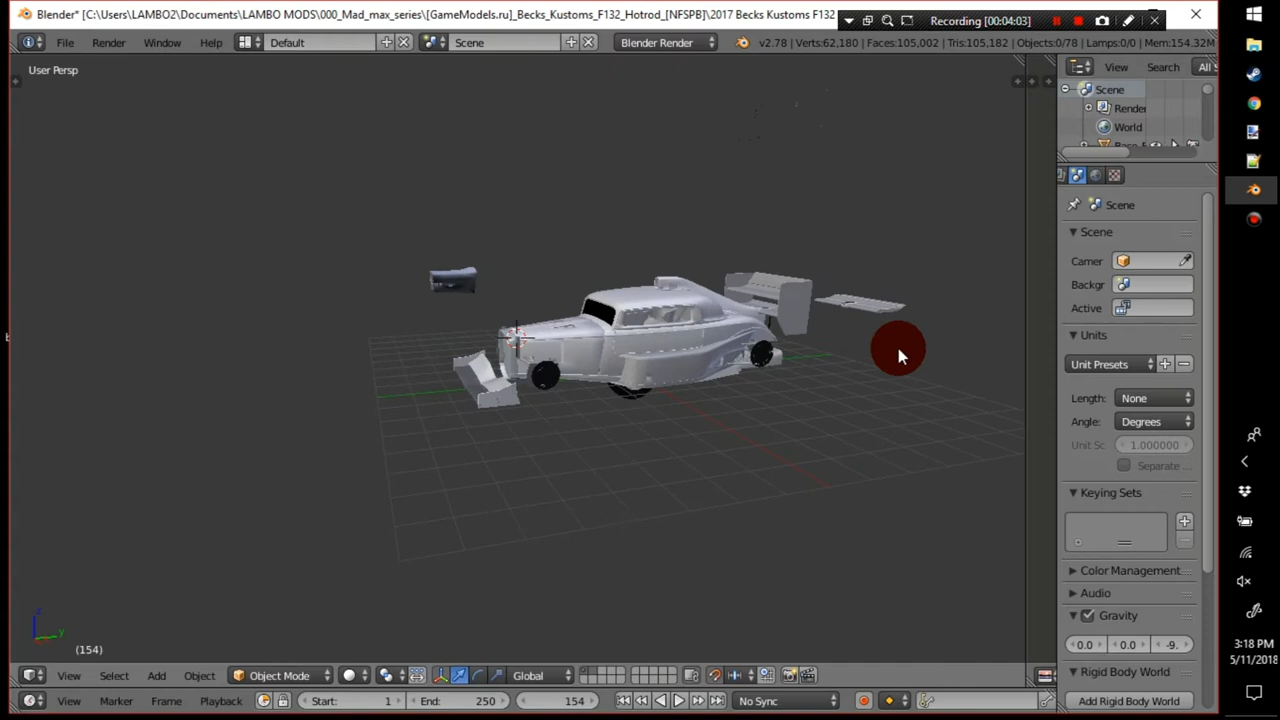 Blender* [C:\Users\LAMBO2\Documents\LAMBO MODS\000_Mad_max_series\[GameModels.ru]_Becks_Kustoms_F132_Hotrod_[NFSPB]\2017 Becks Kustoms F132
Recording [00:04:03]
File Render Window Help Default Scene Blender Render v2.78 | Verts:62,180 | Faces:105,002 | Tris:105,182 | Objects:0/78 | Lamps:0/0 | Mem:154.32M
User Persp
View Search All S
Scene
Render
World
Scene
Scene
Camer
Backgr
Active
Units
Unit Presets
Length: None
Angle: Degrees
Unit Sc 1.000000
Separate ...
Keying Sets
Color Management
Audio
Gravity
0.0 0.0 -9.
Rigid Body World
Add Rigid Body World
z
y
(154)
View Select Add Object Object Mode Global
View Marker Frame Playback Start: 1 End: 250 154 No Sync
3:18 PM
5/11/2018